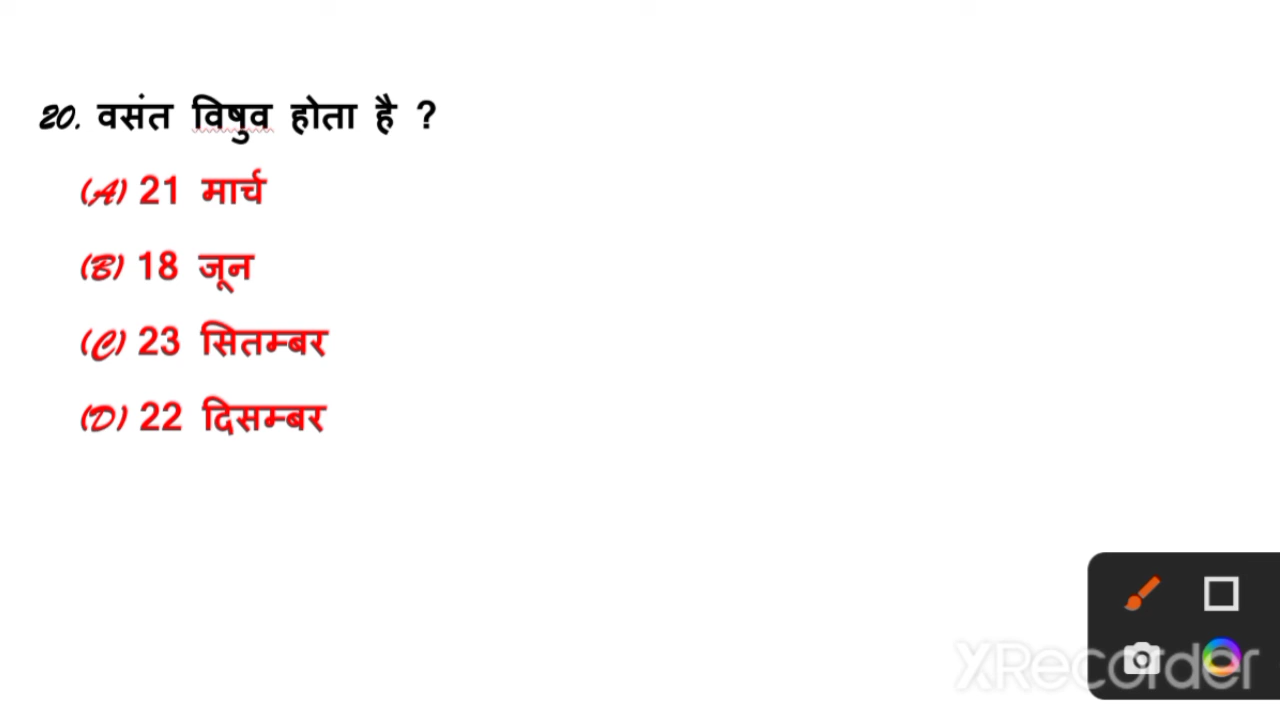 20. वसंत विषुव होता है ?
(A) 21 मार्च
(B) 18 जून
(C) 23 सितम्बर
(D) 22 दिसम्बर
XRecorder